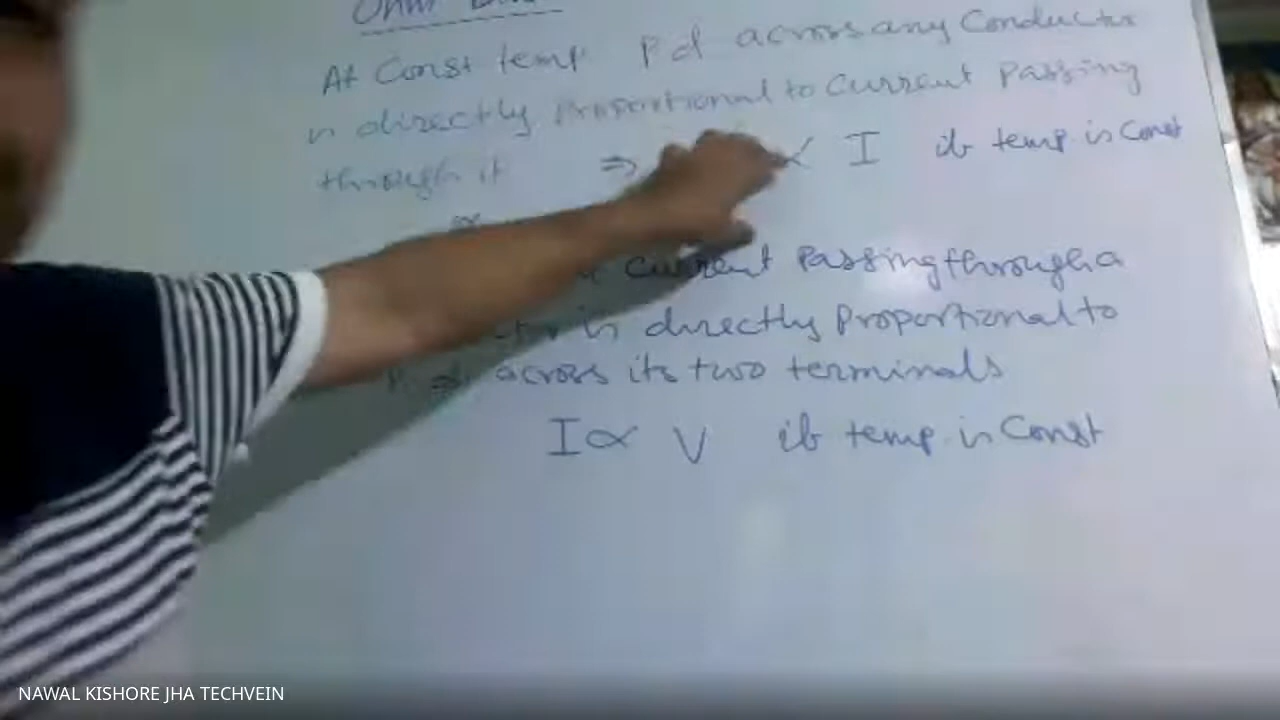 At Const temp P d across any Conductor
is directly proportional to Current Passing
through it ⇒ ∝ I if temp is Const
or
current Passing through a
is directly proportional to
across its two terminals
I ∝ V if temp. is Const
NAWAL KISHORE JHA TECHVEIN